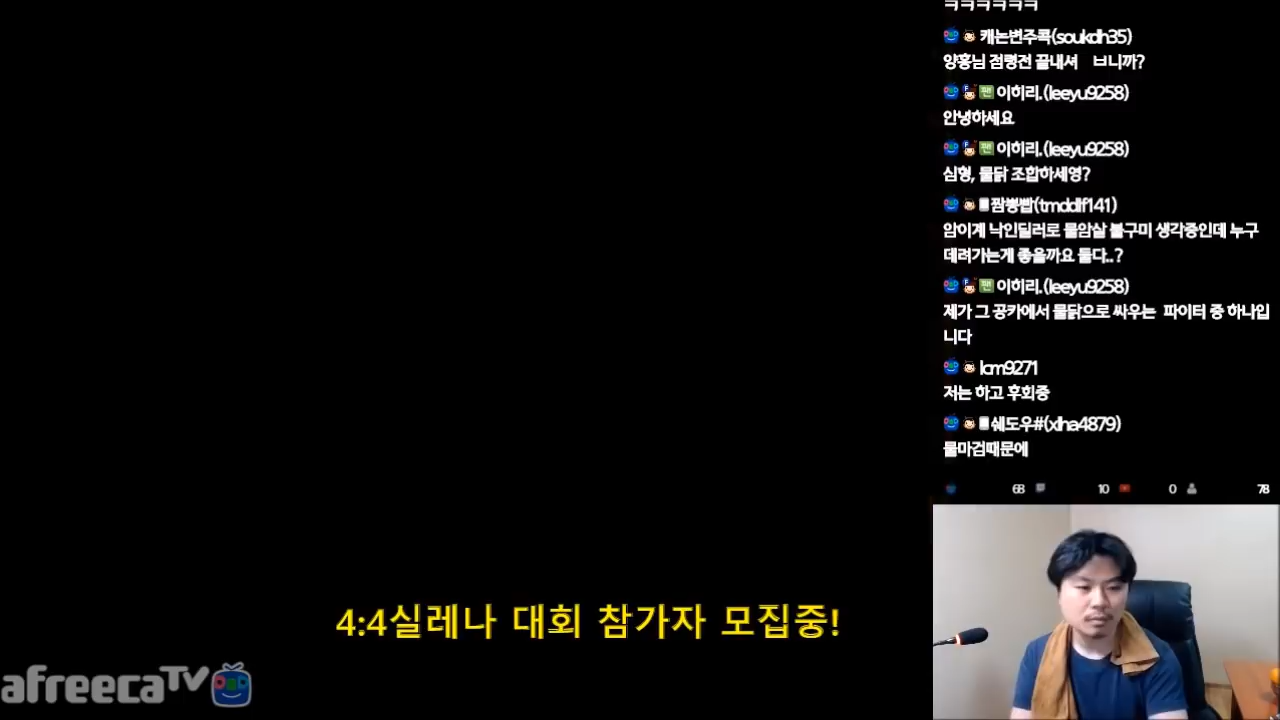 ㅋㅋㅋㅋㅋㅋ
캐논변주콕(soukdh35)
양홍님 점령전 끝내셔 ㅂ니까?
팬 이히리.(leeyu9258)
안녕하세요
팬 이히리.(leeyu9258)
심형, 물닭 조합하세영?
짬뽕빱(tmddlf141)
암이계 낙인딜러로 물암살 불구미 생각중인데 누구
데려가는게 좋을까요 둘다..?
팬 이히리.(leeyu9258)
제가 그 공카에서 물닭으로 싸우는 파이터 중 하나입
니다
lcm9271
저는 하고 후회중
쉐도우#(xlha4879)
물마검때문에
68 10 0 78
4:4실레나 대회 참가자 모집중!
afreecaTV